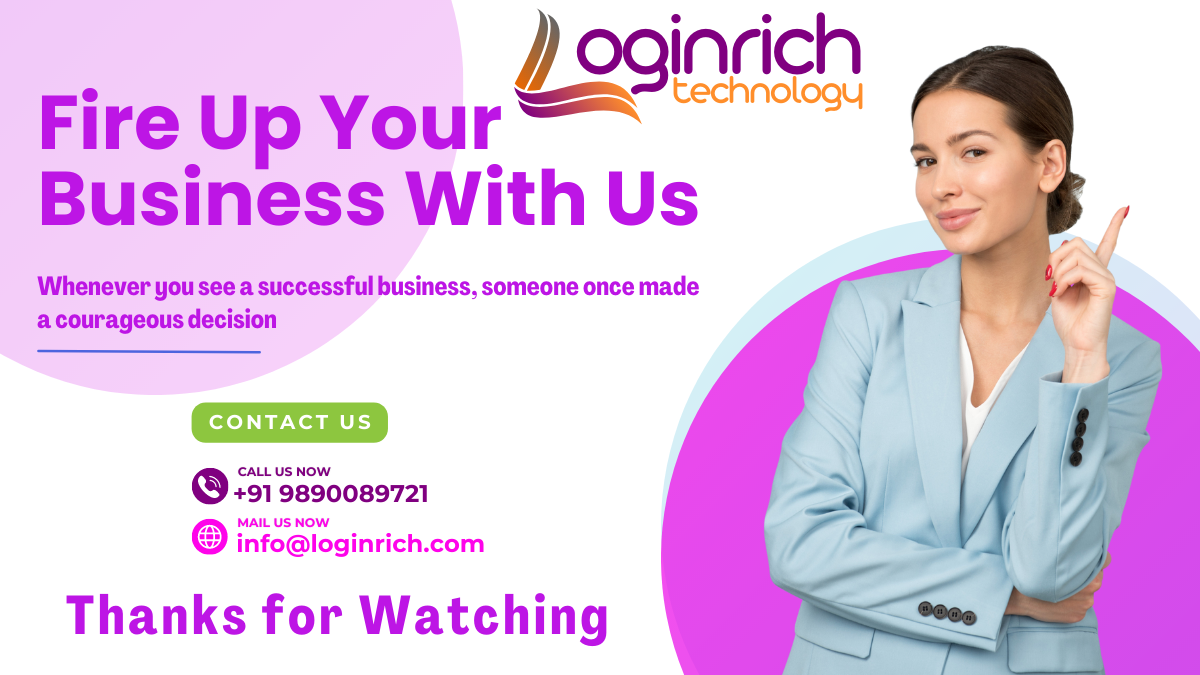 Loginrich
technology
Fire Up Your
Business With Us
Whenever you see a successful business, someone once made
a courageous decision
CONTACT US
CALL US NOW
+91 9890089721
MAIL US NOW
info@loginrich.com
Thanks for Watching